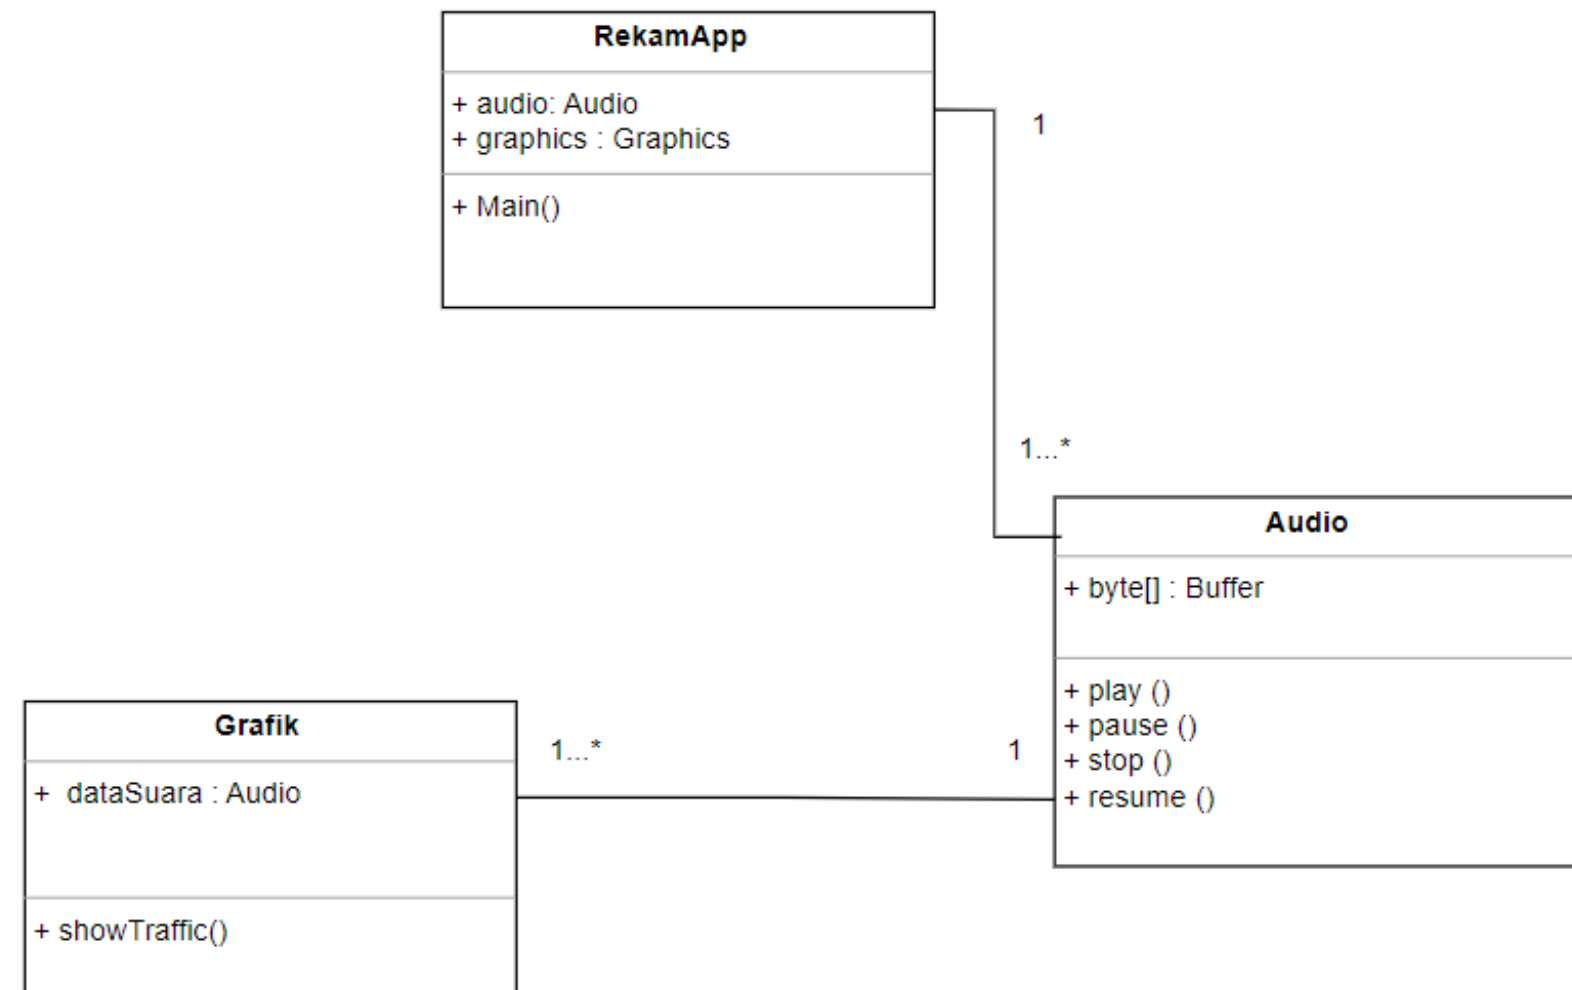 RekamApp
+ audio: Audio
+ graphics : Graphics
+ Main()
1
1...*
Audio
+ byte[] : Buffer
+ play ()
+ pause ()
+ stop ()
+ resume ()
Grafik
+ dataSuara : Audio
+ showTraffic()
1...*
1